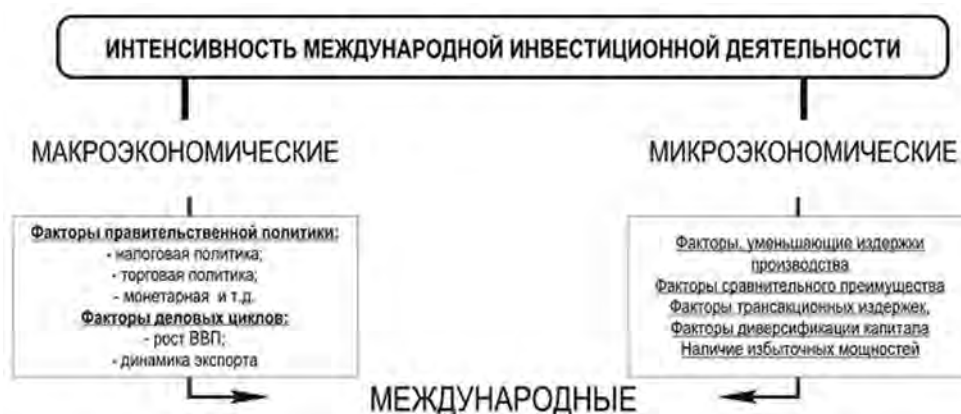 ИНТЕНСИВНОСТЬ МЕЖДУНАРОДНОЙ ИНВЕСТИЦИОННОЙ ДЕЯТЕЛЬНОСТИ
МАКРОЭКОНОМИЧЕСКИЕ
Факторы правительственной политики:
- налоговая политика;
- торговая политика;
- монетарная и т.д.
Факторы деловых циклов:
- рост ВВП;
- динамика экспорта
МИКРОЭКОНОМИЧЕСКИЕ
Факторы, уменьшающие издержки
производства
Факторы сравнительного преимущества
Факторы трансакционных издержек,
Факторы диверсификации капитала
Наличие избыточных мощностей
МЕЖДУНАРОДНЫЕ